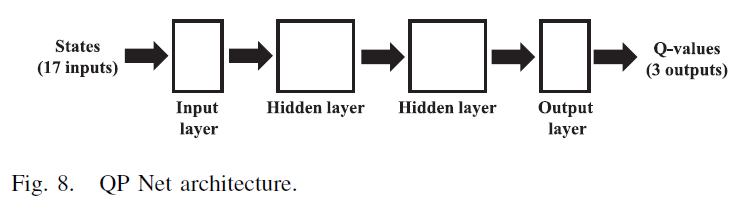 States
(17 inputs)
Input
layer
Hidden layer
Hidden layer
Output
layer
Q-values
(3 outputs)
Fig. 8. QP Net architecture.